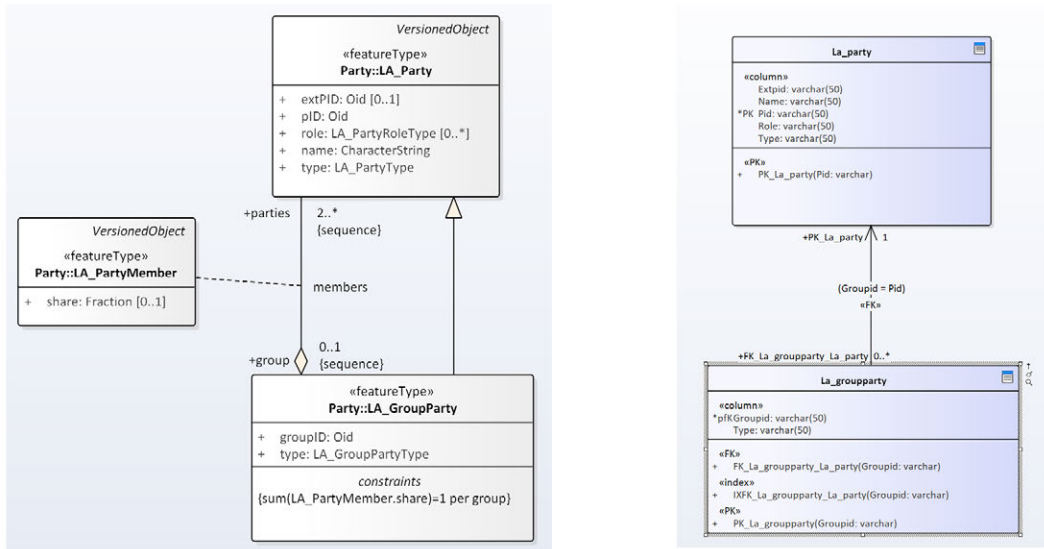 VersionedObject
«featureType»
Party::LA_Party
+ extPID: Oid [0..1]
+ pID: Oid
+ role: LA_PartyRoleType [0..*]
+ name: CharacterString
+ type: LA_PartyType
+parties 2..*
{sequence}
VersionedObject
«featureType»
Party::LA_PartyMember
+ share: Fraction [0..1]
members
0..1
+group {sequence}
«featureType»
Party::LA_GroupParty
+ groupID: Oid
+ type: LA_GroupPartyType
constraints
{sum(LA_PartyMember.share)=1 per group}
La_party
«column»
Extpid: varchar(50)
Name: varchar(50)
*PK Pid: varchar(50)
Role: varchar(50)
Type: varchar(50)
«PK»
+ PK_La_party(Pid: varchar)
+PK_La_party 1
(Groupid = Pid)
«FK»
+FK_La_groupparty_La_party 0..*
La_groupparty
«column»
*pfK Groupid: varchar(50)
Type: varchar(50)
«FK»
+ FK_La_groupparty_La_party(Groupid: varchar)
«index»
+ IXFK_La_groupparty_La_party(Groupid: varchar)
«PK»
+ PK_La_groupparty(Groupid: varchar)